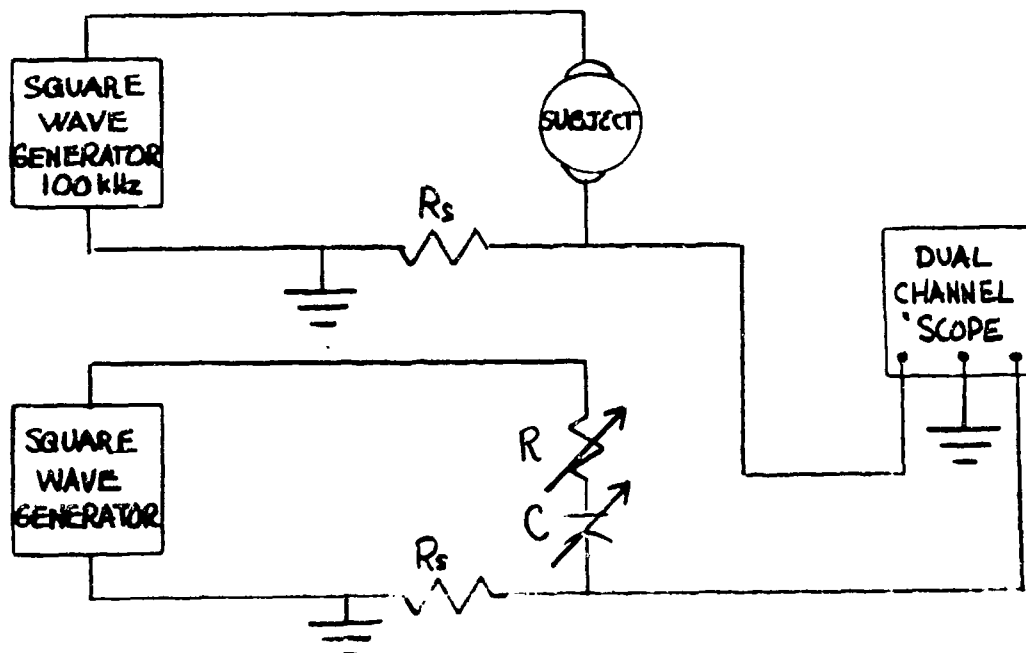 SQUARE
WAVE
GENERATOR
100 kHz
SUBJECT
Rs
DUAL
CHANNEL
'SCOPE
SQUARE
WAVE
GENERATOR
R
C
Rs